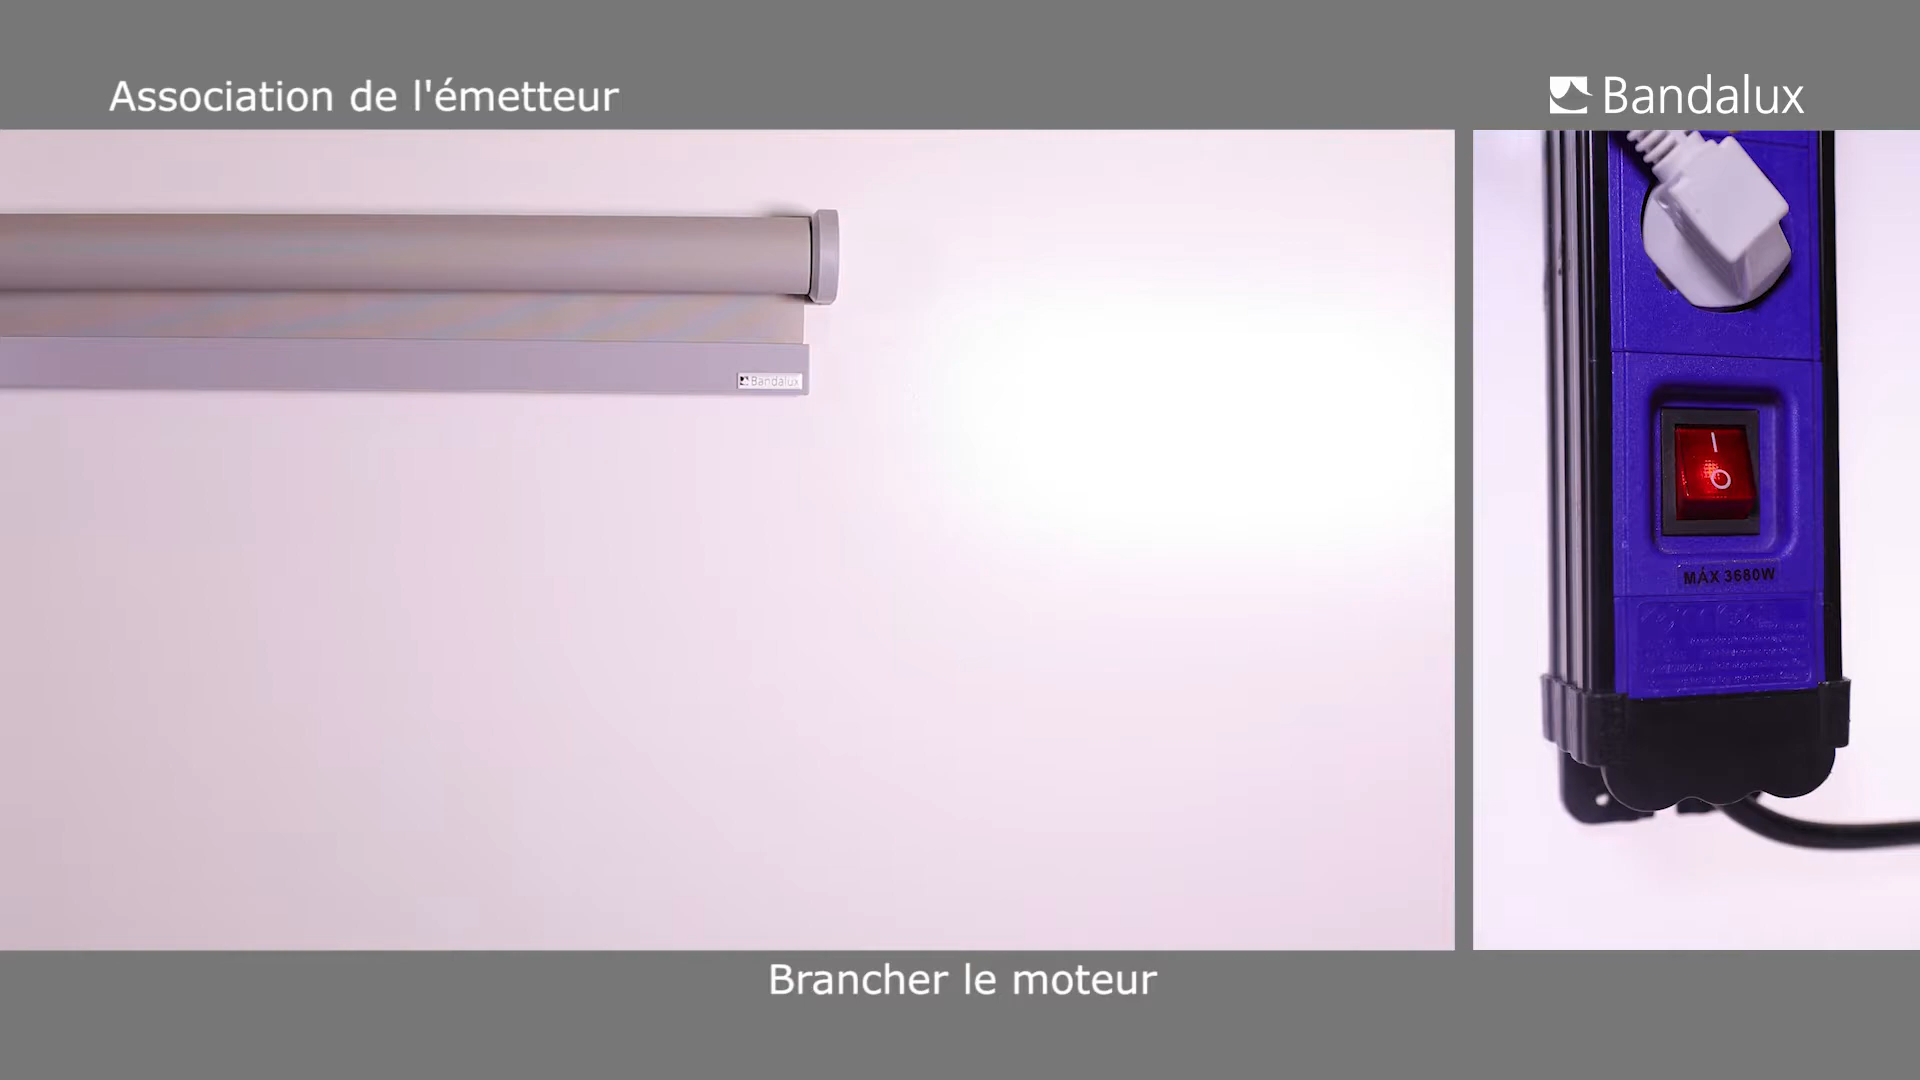 Association de l'émetteur
Bandalux
Bandalux
I
O
MÁX 3680W
Brancher le moteur